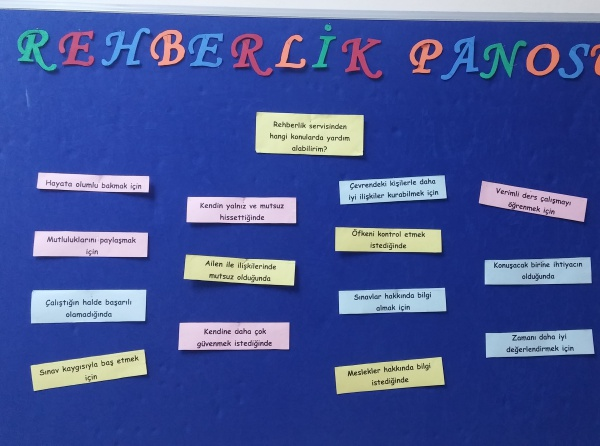 REHBERLİK PANOSU
Rehberlik servisinden
hangi konularda yardım
alabilirim?
Hayata olumlu bakmak için
Mutluluklarını paylaşmak
için
Çalıştığın halde başarılı
olamadığında
Sınav kaygısıyla baş etmek
için
Kendin yalnız ve mutsuz
hissettiğinde
Ailen ile ilişkilerinde
mutsuz olduğunda
Kendine daha çok
güvenmek istediğinde
Çevrendeki kişilerle daha
iyi ilişkiler kurabilmek için
Öfkeni kontrol etmek
istediğinde
Sınavlar hakkında bilgi
almak için
Meslekler hakkında bilgi
istediğinde
Verimli ders çalışmayı
öğrenmek için
Konuşacak birine ihtiyacın
olduğunda
Zamanı daha iyi
değerlendirmek için